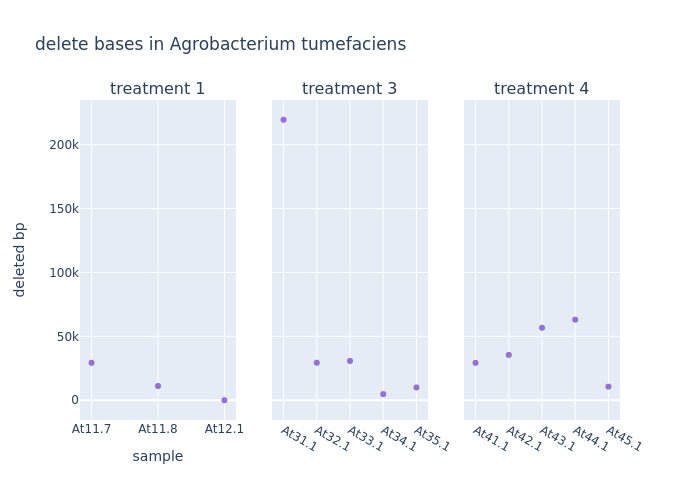 delete bases in Agrobacterium tumefaciens
treatment 1
treatment 3
treatment 4
200k
150k
100k
50k
0
deleted bp
At11.7
At11.8
At12.1
At31.1
At32.1
At33.1
At34.1
At35.1
At41.1
At42.1
At43.1
At44.1
At45.1
sample